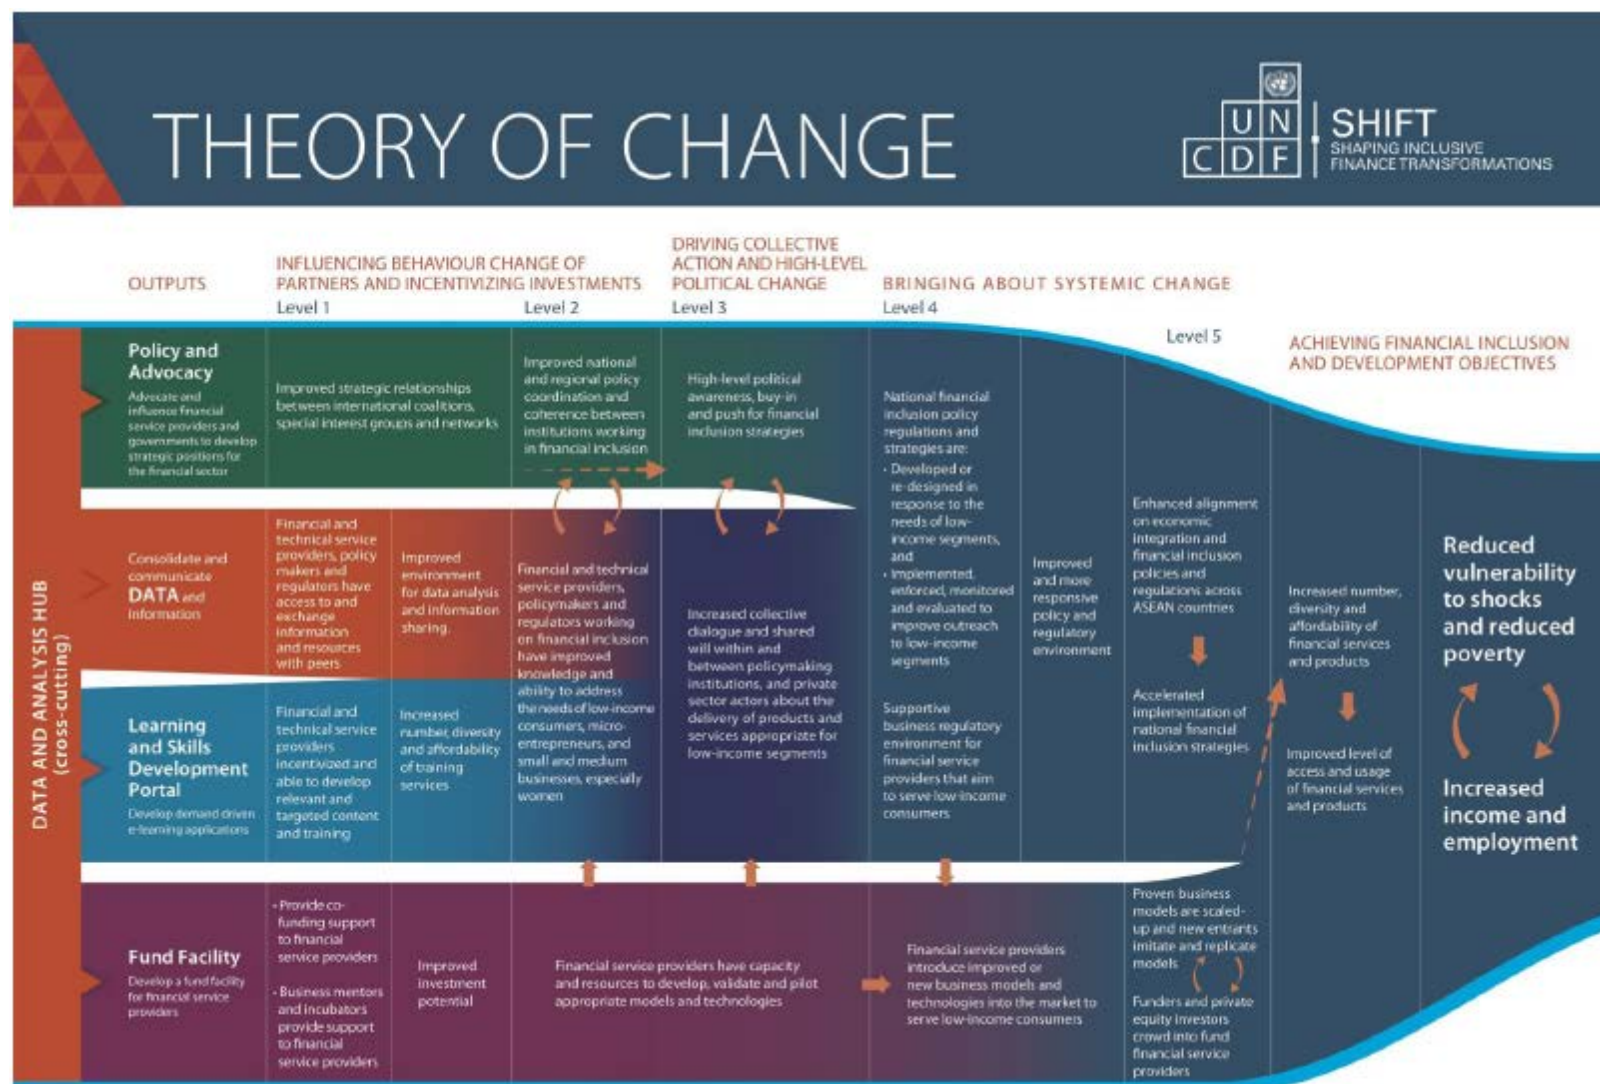 THEORY OF CHANGE
U N
C D F
SHIFT
SHAPING INCLUSIVE
FINANCE TRANSFORMATIONS
OUTPUTS
INFLUENCING BEHAVIOUR CHANGE OF
PARTNERS AND INCENTIVIZING INVESTMENTS
Level 1
Level 2
DRIVING COLLECTIVE
ACTION AND HIGH-LEVEL
POLITICAL CHANGE
Level 3
BRINGING ABOUT SYSTEMIC CHANGE
Level 4
Level 5
ACHIEVING FINANCIAL INCLUSION
AND DEVELOPMENT OBJECTIVES
DATA AND ANALYSIS HUB
(cross-cutting)
Policy and
Advocacy
Advocate and
influence financial
service providers and
governments to develop
strategic positions for
the financial sector
Improved strategic relationships
between international coalitions,
special interest groups and networks
Improved national
and regional policy
coordination and
coherence between
institutions working
in financial inclusion
High-level political
awareness, buy-in
and push for financial
inclusion strategies
Consolidate and
communicate
DATA and
information
Financial and
technical service
providers, policy
makers and
regulators have
access to and
exchange
information
and resources
with peers
Improved
environment
for data analysis
and information
sharing.
Learning
and Skills
Development
Portal
Develop demand driven
e-learning applications
Financial and
technical service
providers
incentivized and
able to develop
relevant and
targeted content
and training
Increased
number, diversity
and affordability
of training
services
Financial and technical
service providers,
policymakers and
regulators working
on financial inclusion
have improved
knowledge and
ability to address
the needs of low-income
consumers, micro-
entrepreneurs, and
small and medium
businesses, especially
women
Increased collective
dialogue and shared
will within and
between policymaking
institutions, and private
sector actors about the
delivery of products and
services appropriate for
low-income segments
National financial
inclusion policy
regulations and
strategies are:
• Developed or
re-designed in
response to the
needs of low-
income segments,
and
• Implemented,
enforced, monitored
and evaluated to
improve outreach
to low-income
segments
Supportive
business regulatory
environment for
financial service
providers that aim
to serve low-income
consumers
Improved
and more
responsive
policy and
regulatory
environment
Enhanced alignment
on economic
integration and
financial inclusion
policies and
regulations across
ASEAN countries
Accelerated
implementation of
national financial
inclusion strategies
Increased number,
diversity and
affordability of
financial services
and products
Improved level of
access and usage
of financial services
and products
Reduced
vulnerability
to shocks
and reduced
poverty
Increased
income and
employment
Fund Facility
Develop a fund facility
for financial service
providers
• Provide co-
funding support
to financial
service providers
• Business mentors
and incubators
provide support
to financial
service providers
Improved
investment
potential
Financial service providers have capacity
and resources to develop, validate and pilot
appropriate models and technologies
Financial service providers
introduce improved or
new business models and
technologies into the market to
serve low-income consumers
Proven business
models are scaled-
up and new entrants
imitate and replicate
models
Funders and private
equity investors
crowd into fund
financial service
providers